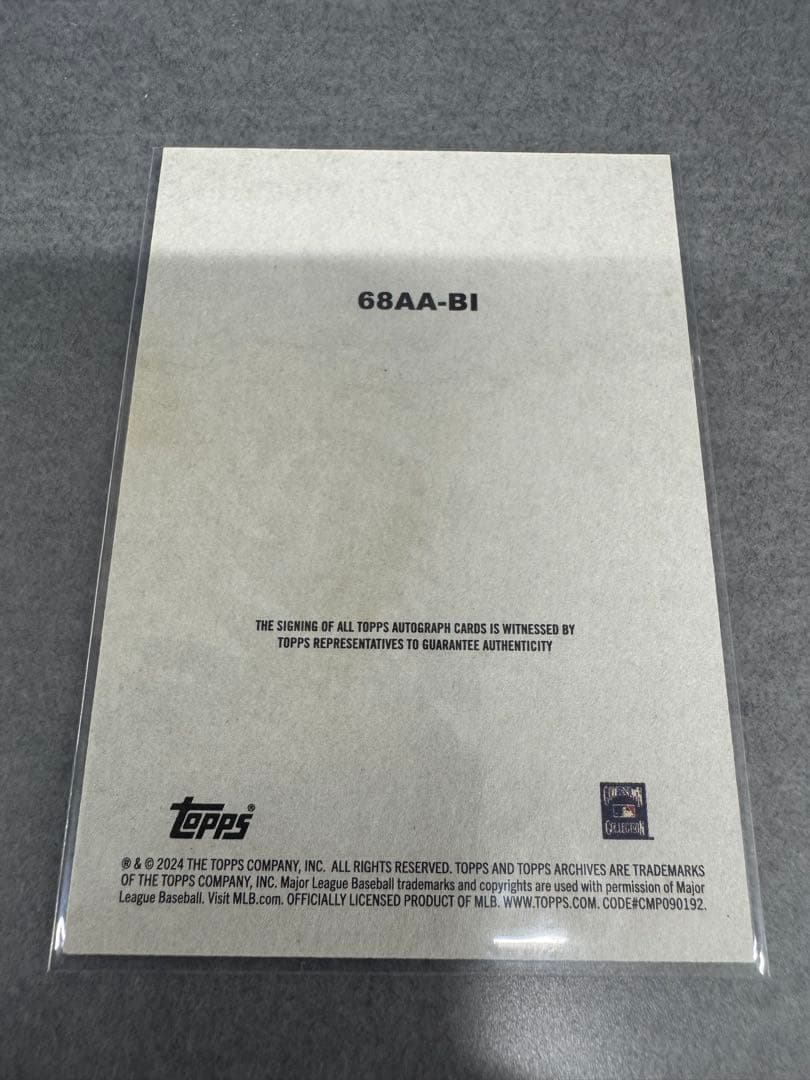 68AA-BI
THE SIGNING OF ALL TOPPS AUTOGRAPH CARDS IS WITNESSED BY
TOPPS REPRESENTATIVES TO GUARANTEE AUTHENTICITY
COOPERSTOWN
COLLECTION
topps®
® & © 2024 THE TOPPS COMPANY, INC. ALL RIGHTS RESERVED. TOPPS AND TOPPS ARCHIVES ARE TRADEMARKS
OF THE TOPPS COMPANY, INC. Major League Baseball trademarks and copyrights are used with permission of Major
League Baseball. Visit MLB.com. OFFICIALLY LICENSED PRODUCT OF MLB. WWW.TOPPS.COM. CODE#CMP090192.